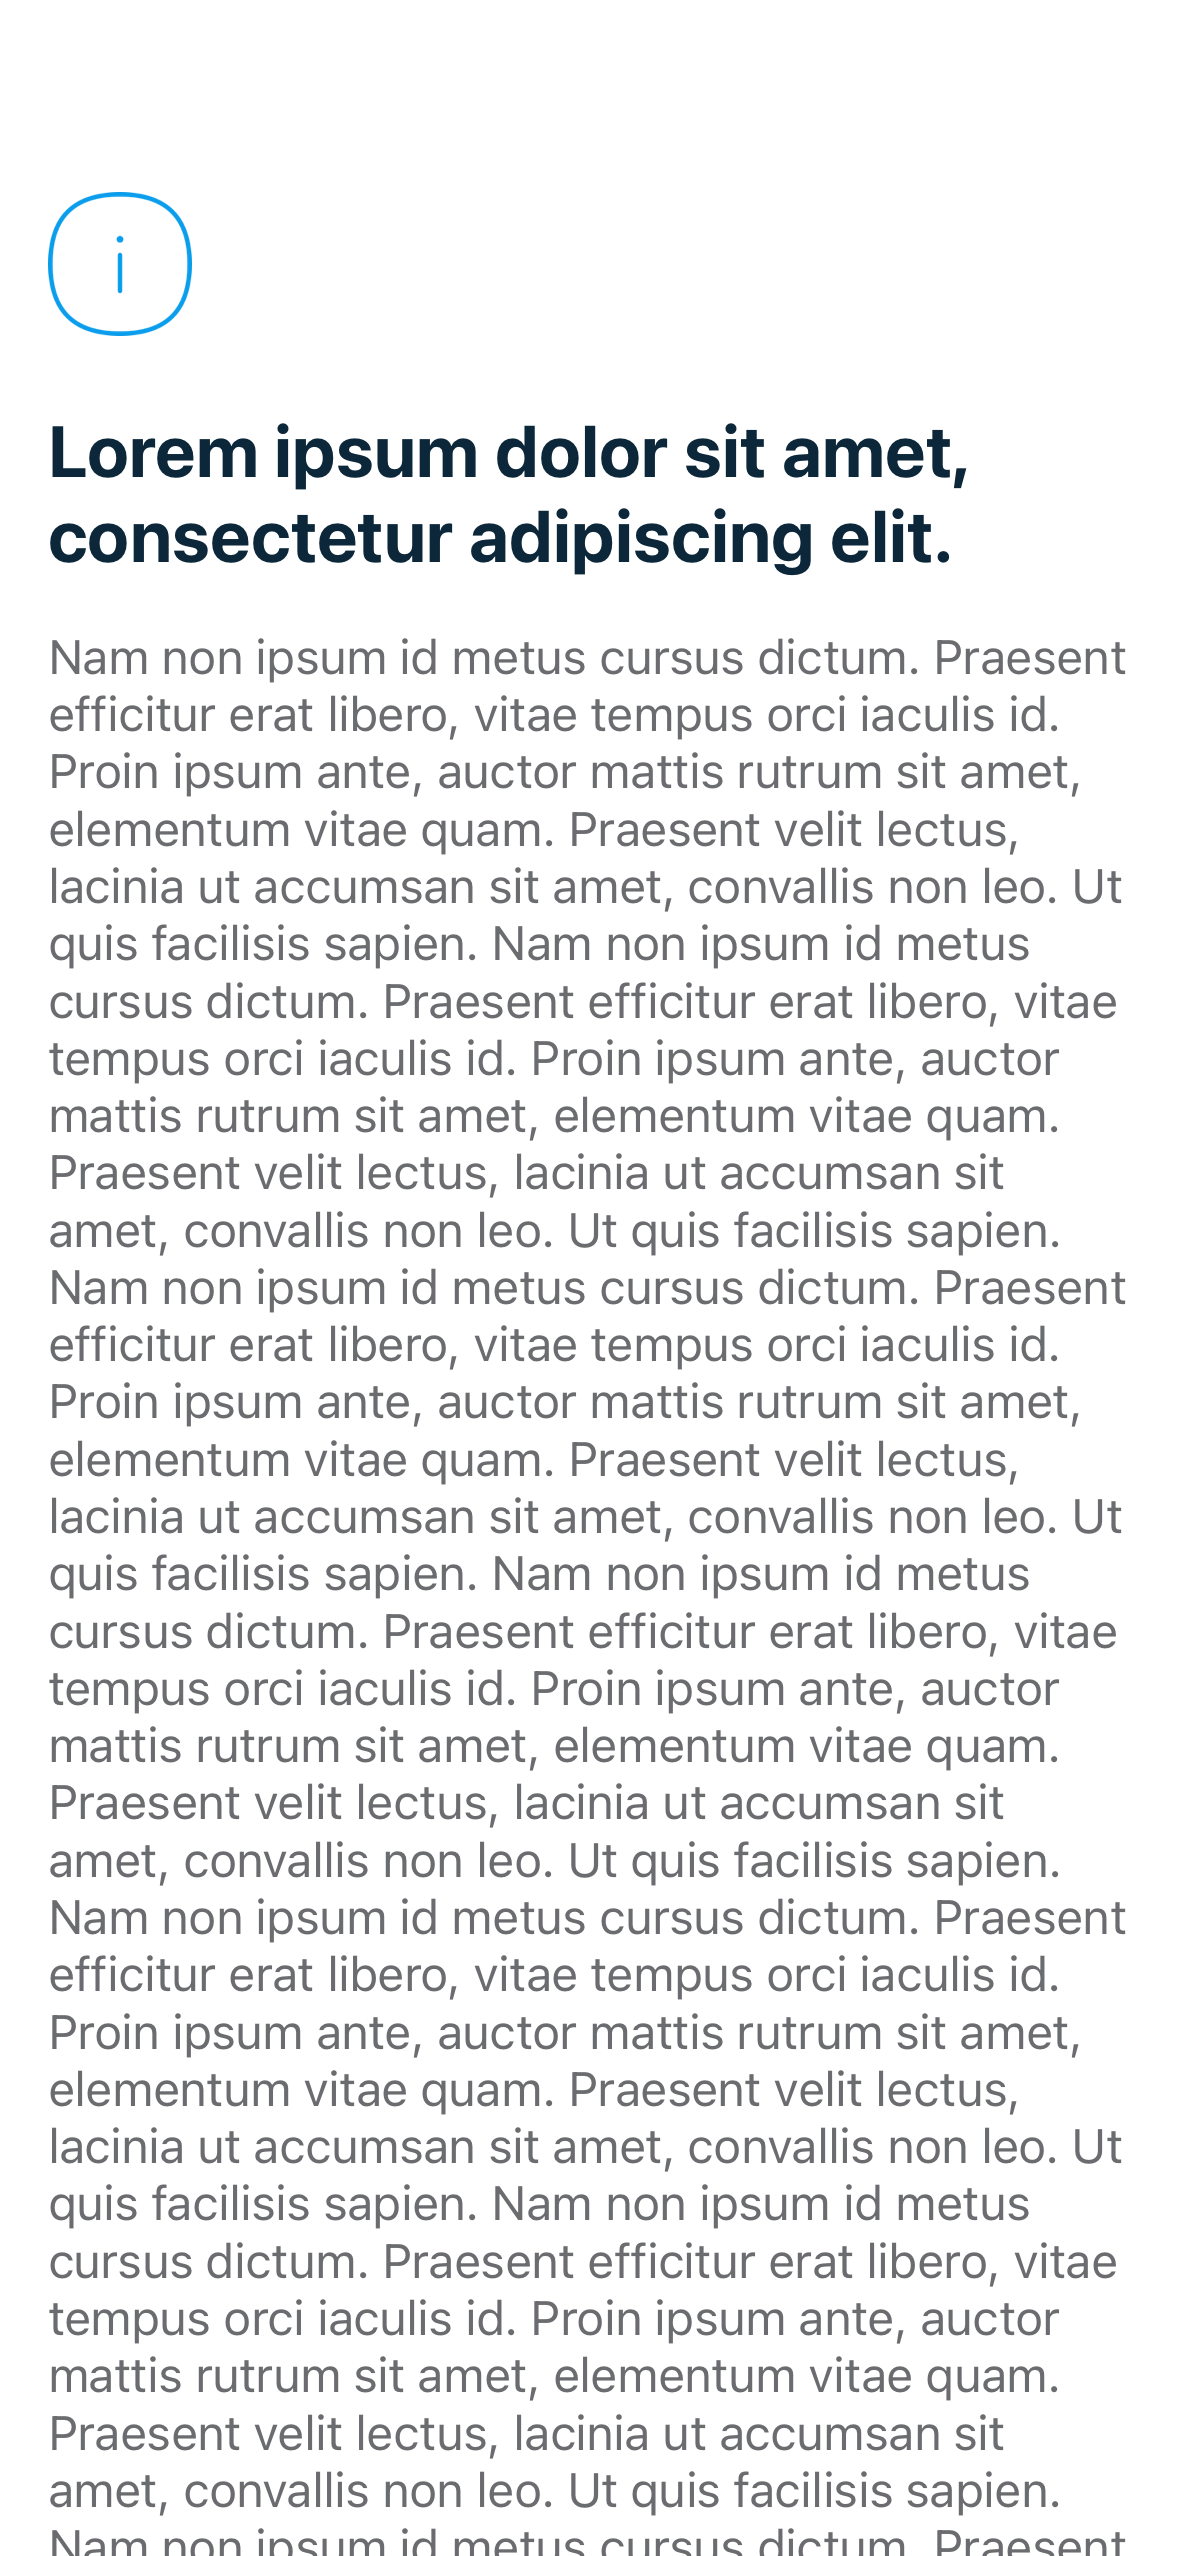 Lorem ipsum dolor sit amet,
consectetur adipiscing elit.
Nam non ipsum id metus cursus dictum. Praesent
efficitur erat libero, vitae tempus orci iaculis id.
Proin ipsum ante, auctor mattis rutrum sit amet,
elementum vitae quam. Praesent velit lectus,
lacinia ut accumsan sit amet, convallis non leo. Ut
quis facilisis sapien. Nam non ipsum id metus
cursus dictum. Praesent efficitur erat libero, vitae
tempus orci iaculis id. Proin ipsum ante, auctor
mattis rutrum sit amet, elementum vitae quam.
Praesent velit lectus, lacinia ut accumsan sit
amet, convallis non leo. Ut quis facilisis sapien.
Nam non ipsum id metus cursus dictum. Praesent
efficitur erat libero, vitae tempus orci iaculis id.
Proin ipsum ante, auctor mattis rutrum sit amet,
elementum vitae quam. Praesent velit lectus,
lacinia ut accumsan sit amet, convallis non leo. Ut
quis facilisis sapien. Nam non ipsum id metus
cursus dictum. Praesent efficitur erat libero, vitae
tempus orci iaculis id. Proin ipsum ante, auctor
mattis rutrum sit amet, elementum vitae quam.
Praesent velit lectus, lacinia ut accumsan sit
amet, convallis non leo. Ut quis facilisis sapien.
Nam non ipsum id metus cursus dictum. Praesent
efficitur erat libero, vitae tempus orci iaculis id.
Proin ipsum ante, auctor mattis rutrum sit amet,
elementum vitae quam. Praesent velit lectus,
lacinia ut accumsan sit amet, convallis non leo. Ut
quis facilisis sapien. Nam non ipsum id metus
cursus dictum. Praesent efficitur erat libero, vitae
tempus orci iaculis id. Proin ipsum ante, auctor
mattis rutrum sit amet, elementum vitae quam.
Praesent velit lectus, lacinia ut accumsan sit
amet, convallis non leo. Ut quis facilisis sapien.
Nam non ipsum id metus cursus dictum. Praesent